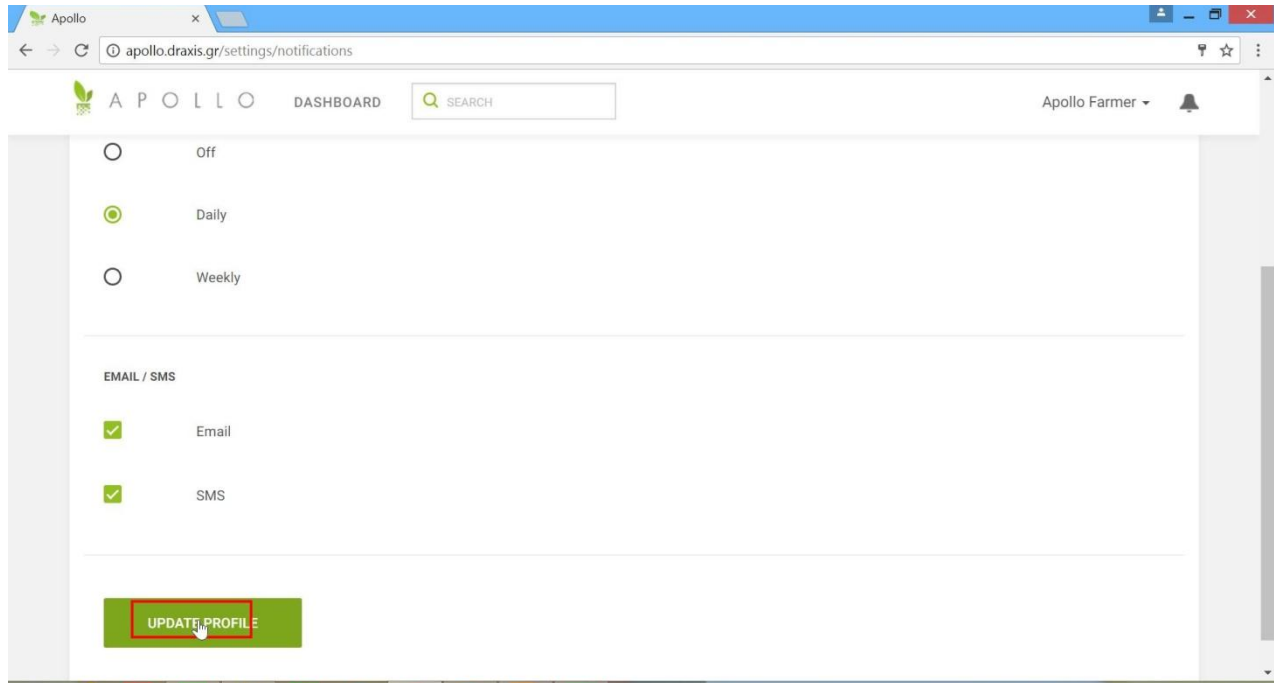 Apollo
apollo.draxis.gr/settings/notifications
APOLLO DASHBOARD SEARCH Apollo Farmer
Off
Daily
Weekly
EMAIL / SMS
Email
SMS
UPDATE PROFILE